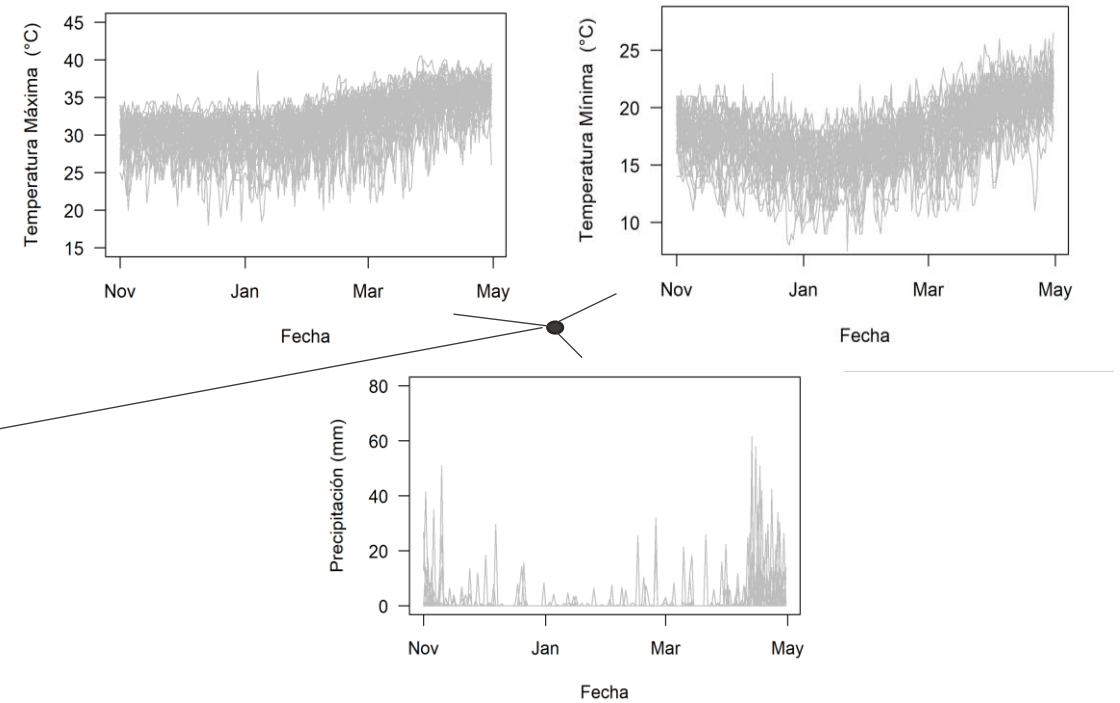 Temperatura Máxima (°C)
45
40
35
30
25
20
15
Nov Jan Mar May
Fecha
Temperatura Mínima (°C)
25
20
15
10
Nov Jan Mar May
Fecha
Precipitación (mm)
80
60
40
20
0
Nov Jan Mar May
Fecha